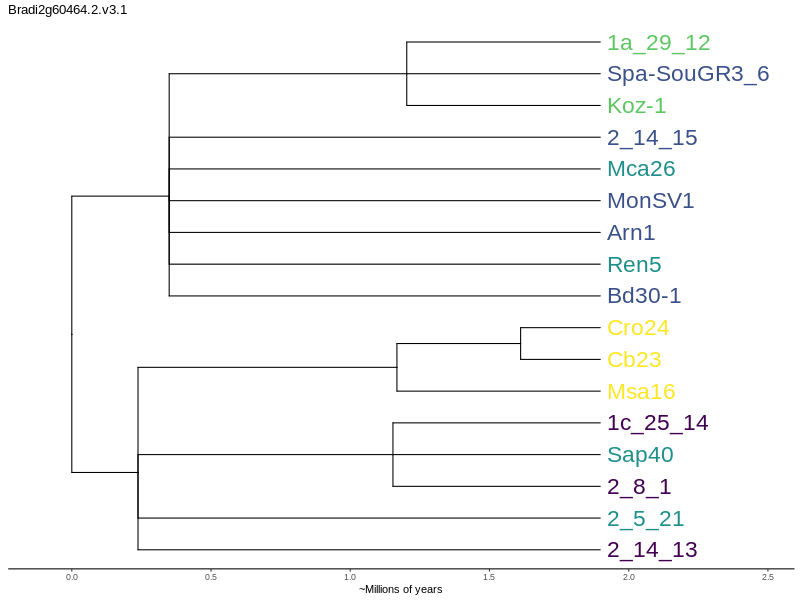 Bradi2g60464.2.v3.1
1a_29_12
Spa-SouGR3_6
Koz-1
2_14_15
Mca26
MonSV1
Arn1
Ren5
Bd30-1
Cro24
Cb23
Msa16
1c_25_14
Sap40
2_8_1
2_5_21
2_14_13
0.0 0.5 1.0 1.5 2.0 2.5
~Millions of years